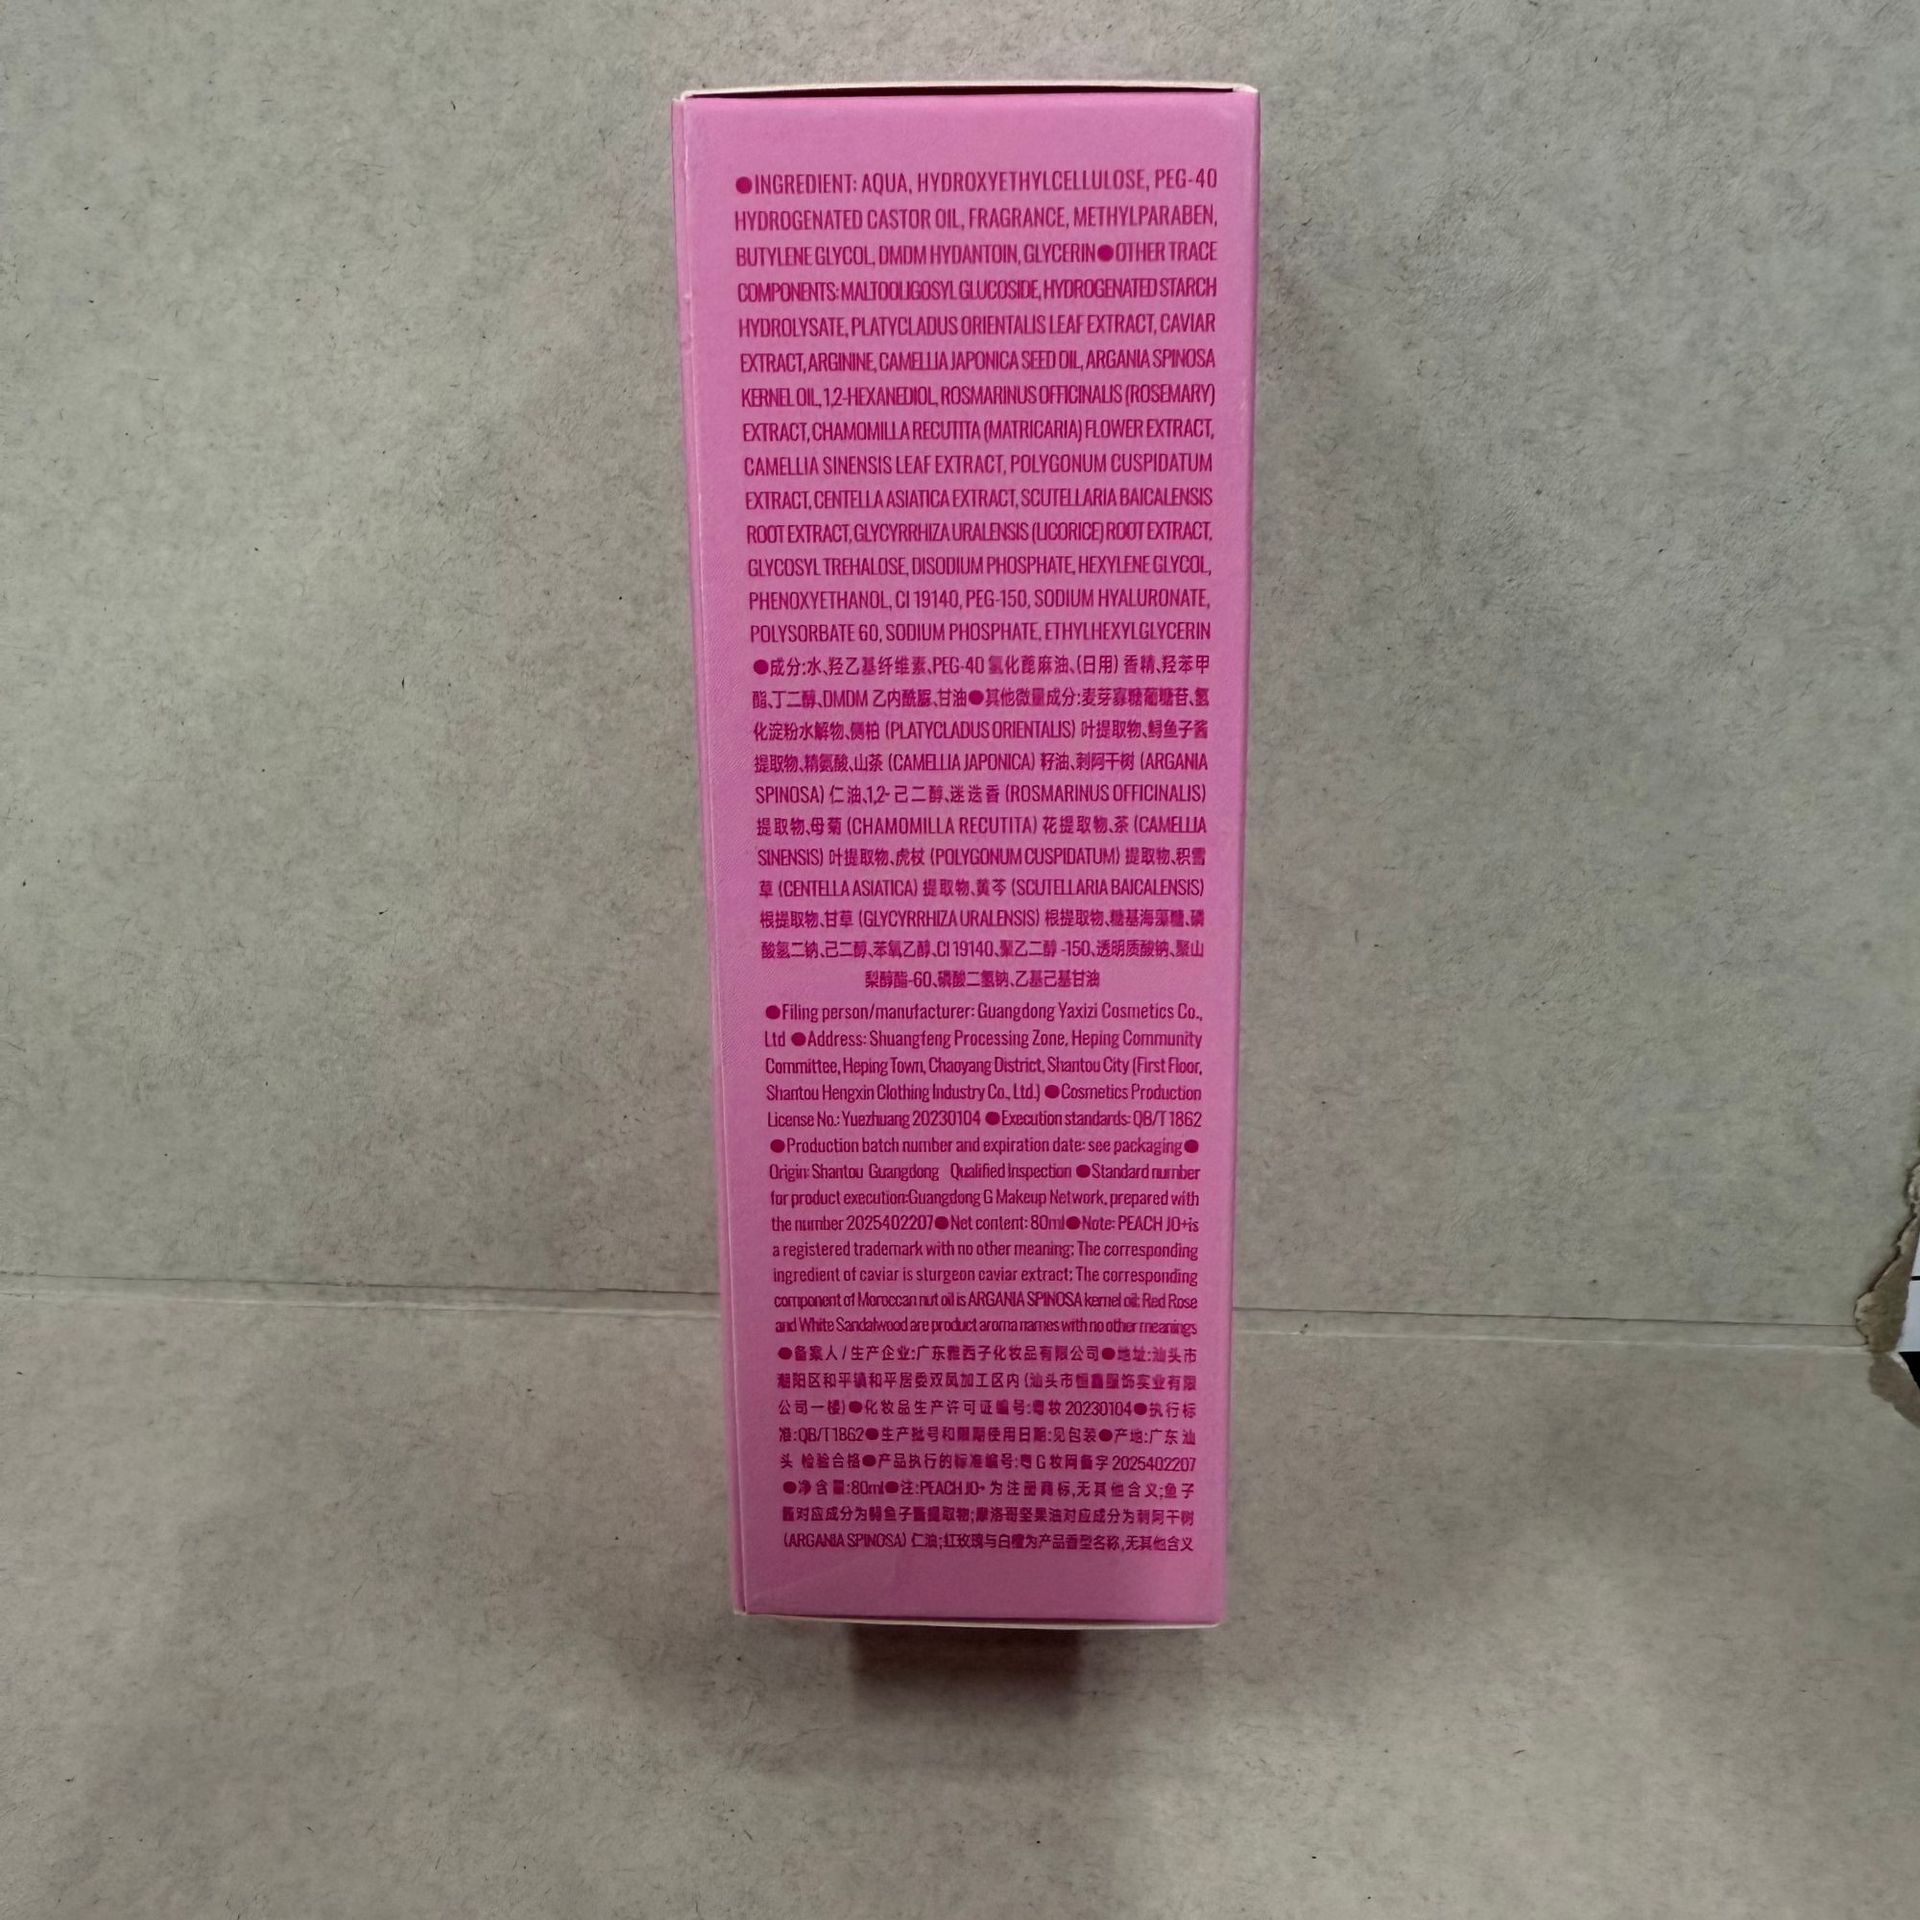 ●INGREDIENT: AQUA, HYDROXYETHYLCELLULOSE, PEG-40
HYDROGENATED CASTOR OIL, FRAGRANCE, METHYLPARABEN,
BUTYLENE GLYCOL, DMDM HYDANTOIN, GLYCERIN●OTHER TRACE
COMPONENTS: MALTOOLIGOSYL GLUCOSIDE, HYDROGENATED STARCH
HYDROLYSATE, PLATYCLADUS ORIENTALIS LEAF EXTRACT, CAVIAR
EXTRACT, ARGININE, CAMELLIA JAPONICA SEED OIL, ARGANIA SPINOSA
KERNEL OIL, 1,2-HEXANEDIOL, ROSMARINUS OFFICINALIS (ROSEMARY)
EXTRACT, CHAMOMILLA RECUTITA (MATRICARIA) FLOWER EXTRACT,
CAMELLIA SINENSIS LEAF EXTRACT, POLYGONUM CUSPIDATUM
EXTRACT, CENTELLA ASIATICA EXTRACT, SCUTELLARIA BAICALENSIS
ROOT EXTRACT, GLYCYRRHIZA URALENSIS (LICORICE) ROOT EXTRACT,
GLYCOSYL TREHALOSE, DISODIUM PHOSPHATE, HEXYLENE GLYCOL,
PHENOXYETHANOL, CI 19140, PEG-150, SODIUM HYALURONATE,
POLYSORBATE 60, SODIUM PHOSPHATE, ETHYLHEXYLGLYCERIN
●成分:水、羟乙基纤维素、PEG-40 氢化蓖麻油、(日用) 香精、羟苯甲
酯、丁二醇、DMDM 乙内酰脲、甘油●其他微量成分:麦芽寡糖葡糖苷、氢
化淀粉水解物、侧柏 (PLATYCLADUS ORIENTALIS) 叶提取物、鲟鱼子酱
提取物、精氨酸、山茶 (CAMELLIA JAPONICA) 籽油、刺阿干树 (ARGANIA
SPINOSA) 仁油、1,2- 己二醇、迷迭香 (ROSMARINUS OFFICINALIS)
提取物、母菊 (CHAMOMILLA RECUTITA) 花提取物、茶 (CAMELLIA
SINENSIS) 叶提取物、虎杖 (POLYGONUM CUSPIDATUM) 提取物、积雪
草 (CENTELLA ASIATICA) 提取物、黄芩 (SCUTELLARIA BAICALENSIS)
根提取物、甘草 (GLYCYRRHIZA URALENSIS) 根提取物、糖基海藻糖、磷
酸氢二钠、己二醇、苯氧乙醇、CI 19140、聚乙二醇 -150、透明质酸钠、聚山
梨醇酯-60、磷酸二氢钠、乙基己基甘油
●Filing person/manufacturer: Guangdong Yaxizi Cosmetics Co.,
Ltd ●Address: Shuangfeng Processing Zone, Heping Community
Committee, Heping Town, Chaoyang District, Shantou City (First Floor,
Shantou Hengxin Clothing Industry Co., Ltd.) ●Cosmetics Production
License No.: Yuezhuang 20230104 ●Execution standards: QB/T 1862
●Production batch number and expiration date: see packaging●
Origin: Shantou Guangdong Qualified Inspection ●Standard number
for product execution:Guangdong G Makeup Network, prepared with
the number 2025402207●Net content: 80ml●Note: PEACH JO+is
a registered trademark with no other meaning; The corresponding
ingredient of caviar is sturgeon caviar extract; The corresponding
component of Moroccan nut oil is ARGANIA SPINOSA kernel oil; Red Rose
and White Sandalwood are product aroma names with no other meanings
●备案人 / 生产企业:广东雅西子化妆品有限公司●地址:汕头市
潮阳区和平镇和平居委双凤加工区内 (汕头市恒鑫服饰实业有限
公司一楼)●化妆品生产许可证编号:粤妆 20230104●执行标
准:QB/T 1862●生产批号和限期使用日期:见包装●产地:广东 汕
头 检验合格●产品执行的标准编号:粤 G 妆网备字 2025402207
●净含量:80ml●注:PEACH JO+ 为注册商标,无其他含义;鱼子
酱对应成分为鲟鱼子酱提取物;摩洛哥坚果油对应成分为刺阿干树
(ARGANIA SPINOSA) 仁油;红玫瑰与白檀为产品香型名称,无其他含义